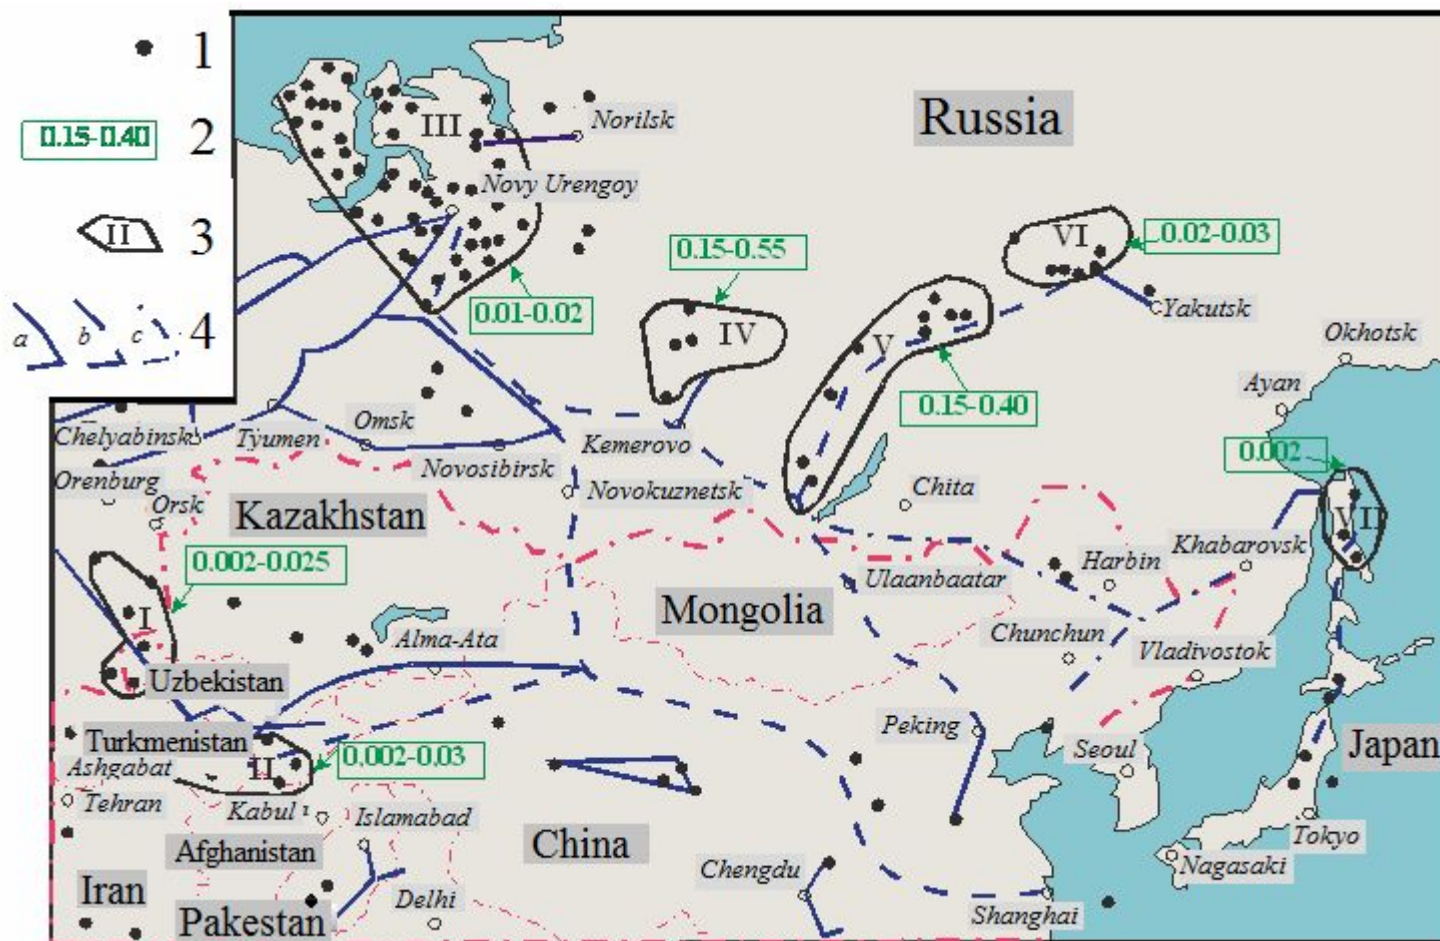 1
0.15-0.40 2
II 3
a b c 4
Russia
III
Norilsk
Novy Urengoy
0.15-0.55
0.01-0.02
IV
VI
0.02-0.03
Yakutsk
V
0.15-0.40
Okhotsk
Ayan
0.002
VII
Chelyabinsk
Tyumen
Omsk
Novosibirsk
Kemerovo
Orenburg
Orsk
Kazakhstan
Novokuznetsk
Chita
0.002-0.025
I
Uzbekistan
Alma-Ata
Mongolia
Ulaanbaatar
Harbin
Khabarovsk
Chunchun
Vladivostok
Turkmenistan
Ashgabat
II
0.002-0.03
Peking
Seoul
Japan
Tehran
Kabul
Islamabad
Afghanistan
China
Tokyo
Nagasaki
Iran
Pakestan
Delhi
Chengdu
Shanghai